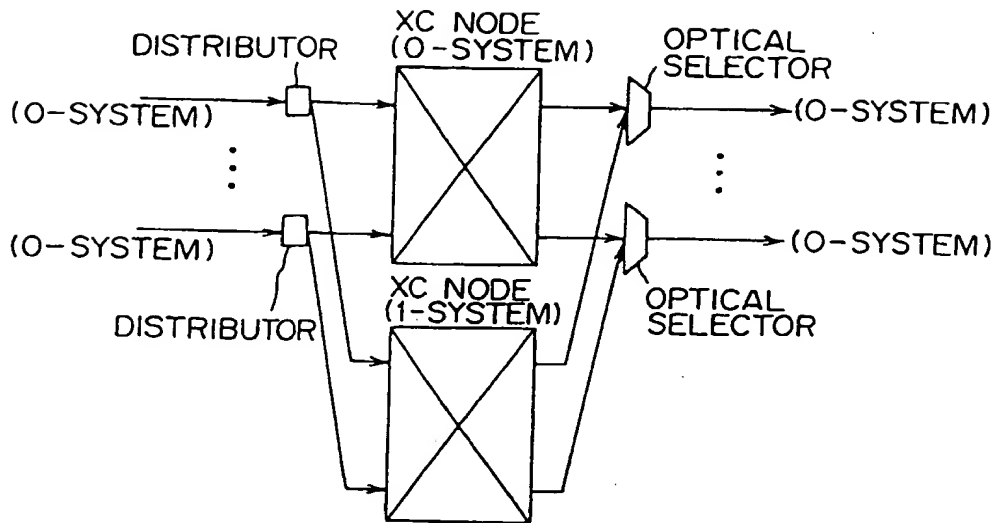 XC NODE
(0-SYSTEM)
DISTRIBUTOR
OPTICAL
SELECTOR
(0-SYSTEM)
(0-SYSTEM)
(0-SYSTEM)
(0-SYSTEM)
XC NODE
(1-SYSTEM)
DISTRIBUTOR
OPTICAL
SELECTOR